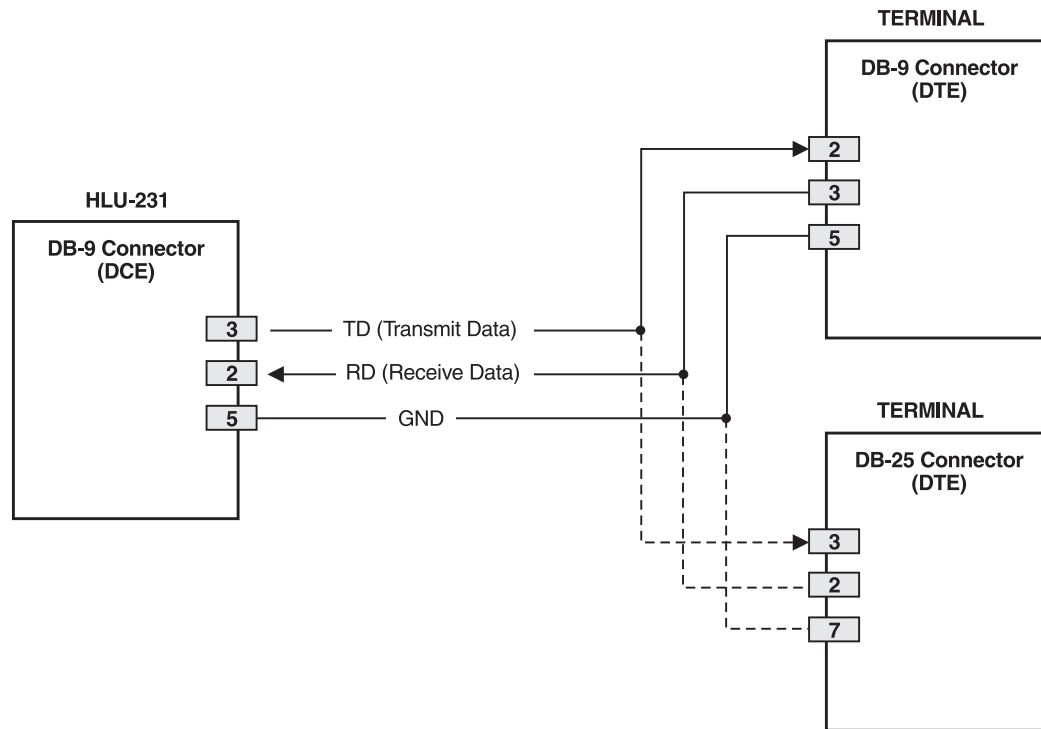 HLU-231
DB-9 Connector
(DCE)
3
2
5
TD (Transmit Data)
RD (Receive Data)
GND
TERMINAL
DB-9 Connector
(DTE)
2
3
5
TERMINAL
DB-25 Connector
(DTE)
3
2
7